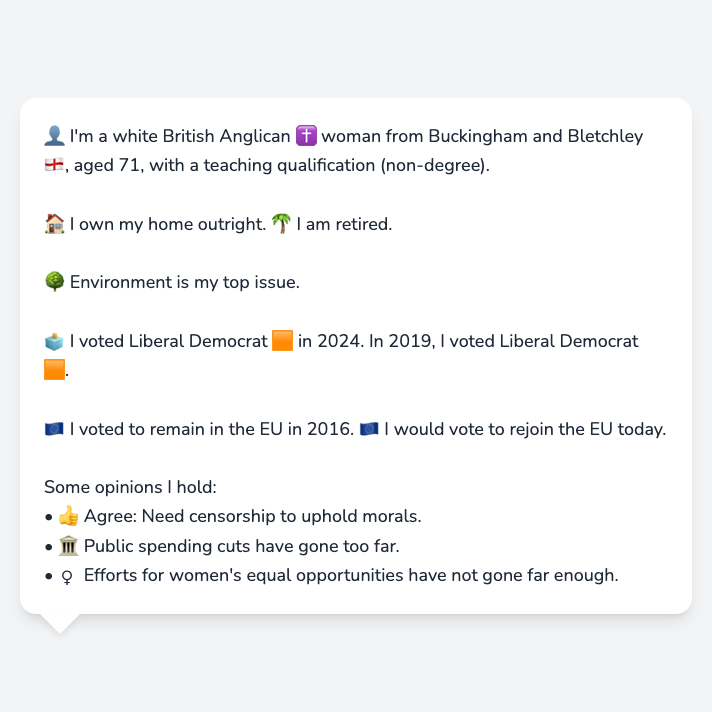 👤 I'm a white British Anglican ✝️ woman from Buckingham and Bletchley
🏴󠁧󠁢󠁥󠁮󠁧󠁿, aged 71, with a teaching qualification (non-degree).
🏠 I own my home outright. 🌴 I am retired.
🌳 Environment is my top issue.
🗳️ I voted Liberal Democrat 🟧 in 2024. In 2019, I voted Liberal Democrat
🟧.
🇪🇺 I voted to remain in the EU in 2016. 🇪🇺 I would vote to rejoin the EU today.
Some opinions I hold:
• 👍 Agree: Need censorship to uphold morals.
• 🏛️ Public spending cuts have gone too far.
• ♀ Efforts for women's equal opportunities have not gone far enough.